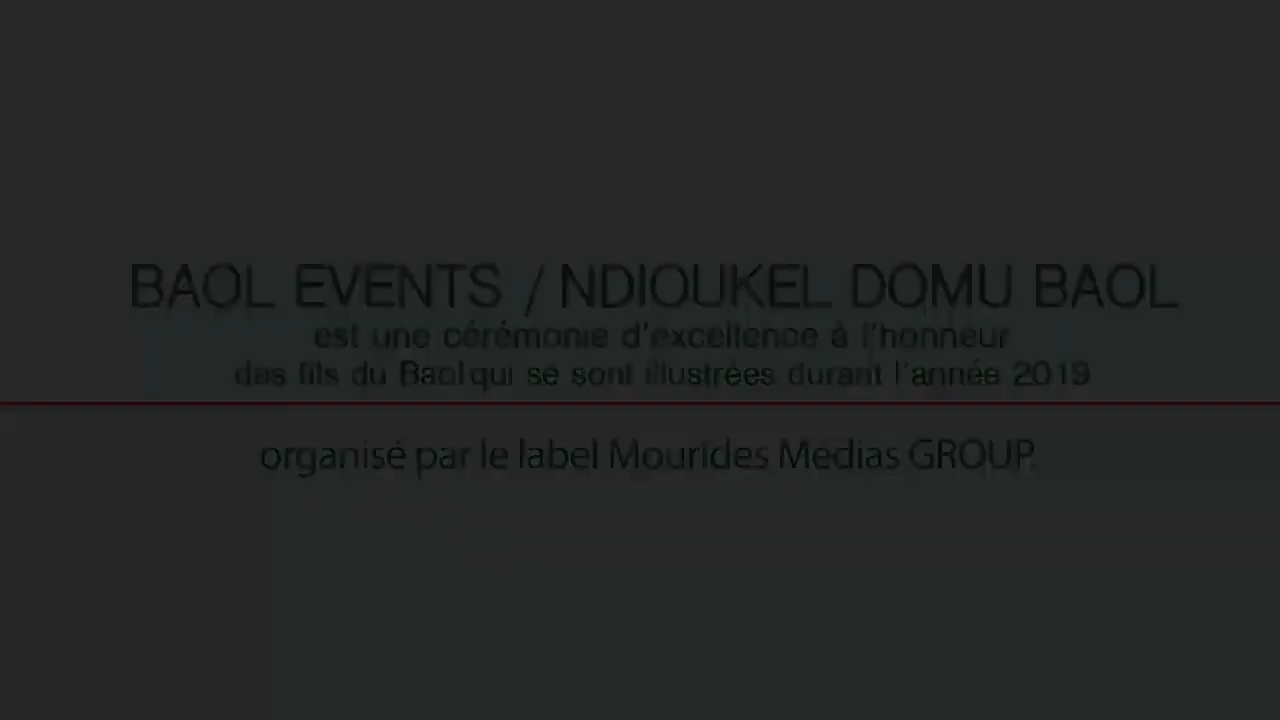 BAOL EVENTS / NDIOUKEL DOMU BAOL
est une cérémonie d'excellence à l'honneur
des fils du Baol qui se sont illustrées durant l'année 2019
organisé par le label Mourides Médias GROUP.